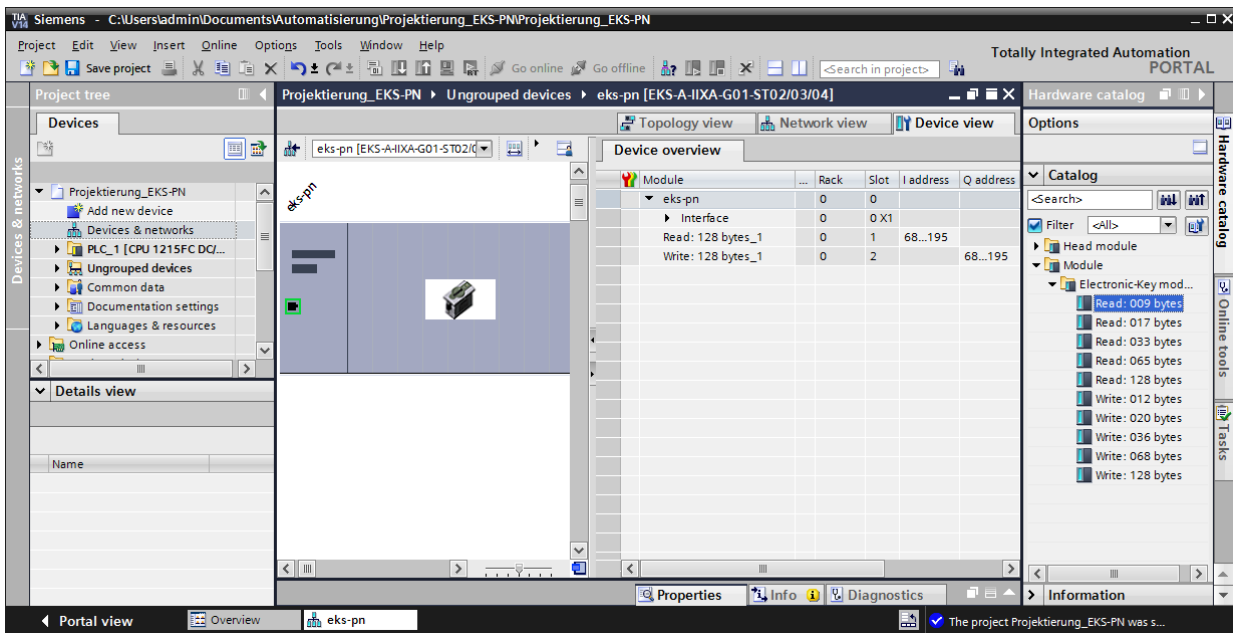 TIA V14 Siemens - C:\Users\admin\Documents\Automatisierung\Projektierung_EKS-PN\Projektierung_EKS-PN
Project Edit View Insert Online Options Tools Window Help
Totally Integrated Automation
PORTAL
Save project Go online Go offline <Search in project>
Project tree
Devices
Devices & networks
Projektierung_EKS-PN
Add new device
Devices & networks
PLC_1 [CPU 1215FC DC/...
Ungrouped devices
Common data
Documentation settings
Languages & resources
Online access
Details view
Name
Projektierung_EKS-PN Ungrouped devices eks-pn [EKS-A-IIXA-G01-ST02/03/04]
Topology view Network view Device view
eks-pn [EKS-A-IIXA-G01-ST02/0
eks-pn
Device overview
Module ... Rack Slot I address Q address
eks-pn 0 0
Interface 0 0 X1
Read: 128 bytes_1 0 1 68...195
Write: 128 bytes_1 0 2 68...195
Properties Info Diagnostics
Hardware catalog
Options
Catalog
<Search>
Filter <All>
Head module
Module
Electronic-Key mod...
Read: 009 bytes
Read: 017 bytes
Read: 033 bytes
Read: 065 bytes
Read: 128 bytes
Write: 012 bytes
Write: 020 bytes
Write: 036 bytes
Write: 068 bytes
Write: 128 bytes
Information
Hardware catalog
Online tools
Tasks
Portal view Overview eks-pn The project Projektierung_EKS-PN was s...